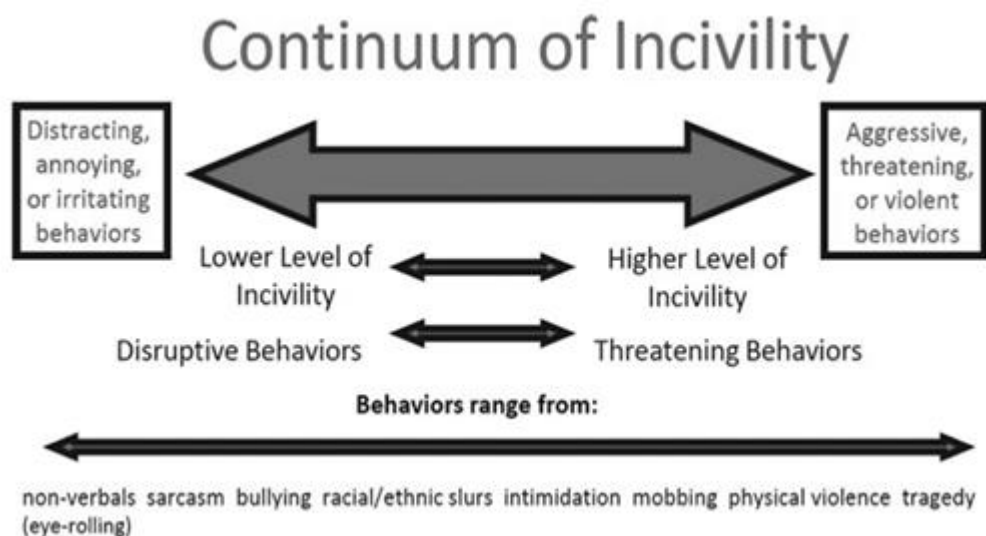 Continuum of Incivility
Distracting,
annoying,
or irritating
behaviors
Aggressive,
threatening,
or violent
behaviors
Lower Level of
Incivility
Higher Level of
Incivility
Disruptive Behaviors
Threatening Behaviors
Behaviors range from:
non-verbals sarcasm bullying racial/ethnic slurs intimidation mobbing physical violence tragedy
(eye-rolling)